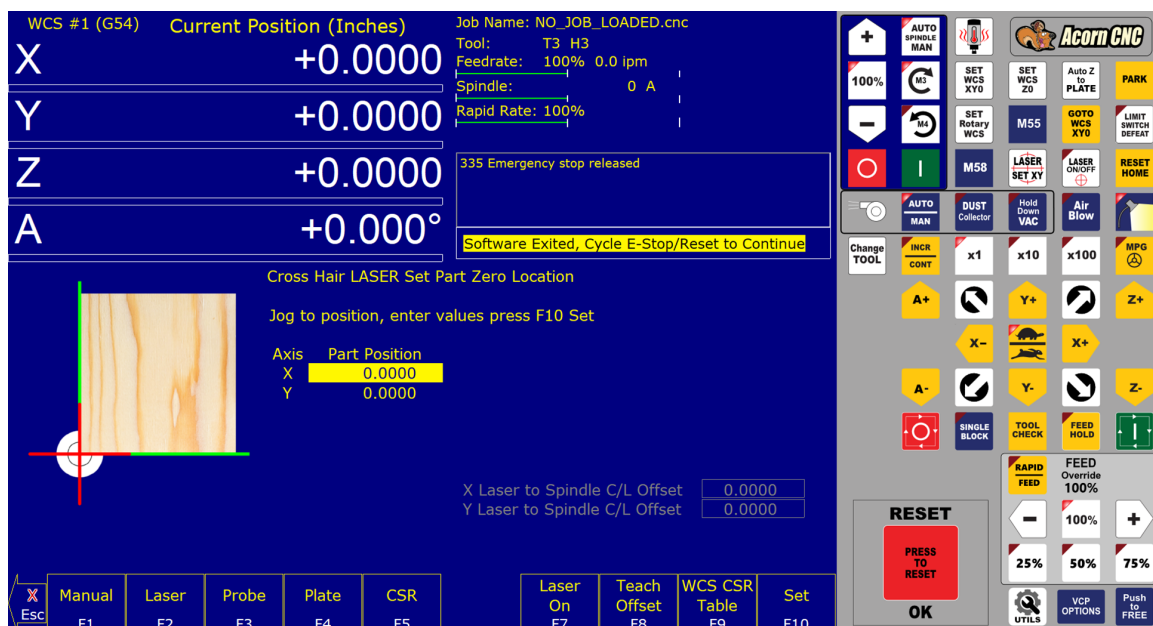 WCS #1 (G54) Current Position (Inches)
X +0.0000
Y +0.0000
Z +0.0000
A +0.000°
Job Name: NO_JOB_LOADED.cnc
Tool: T3 H3
Feedrate: 100% 0.0 ipm
Spindle: 0 A
Rapid Rate: 100%
335 Emergency stop released
Software Exited, Cycle E-Stop/Reset to Continue
Cross Hair LASER Set Part Zero Location
Jog to position, enter values press F10 Set
Axis Part Position
X 0.0000
Y 0.0000
X Laser to Spindle C/L Offset 0.0000
Y Laser to Spindle C/L Offset 0.0000
X
Esc
Manual
F1
Laser
F2
Probe
F3
Plate
F4
CSR
F5
Laser
On
F7
Teach
Offset
F8
WCS CSR
Table
F9
Set
F10
+
AUTO
SPINDLE
MAN
Acorn CNC
100%
M3
SET
WCS
XY0
SET
WCS
Z0
Auto Z
to
PLATE
PARK
−
M4
SET
Rotary
WCS
M55
GOTO
WCS
XY0
LIMIT
SWITCH
DEFEAT
M58
LASER
SET XY
LASER
ON/OFF
RESET
HOME
AUTO
MAN
DUST
Collector
Hold
Down
VAC
Air
Blow
Change
TOOL
INCR
CONT
x1
x10
x100
MPG
A+
Y+
Z+
X-
X+
A-
Y-
Z-
SINGLE
BLOCK
TOOL
CHECK
FEED
HOLD
RAPID
FEED
FEED
Override
100%
−
100%
+
25%
50%
75%
RESET
PRESS
TO
RESET
OK
UTILS
VCP
OPTIONS
Push
to
FREE